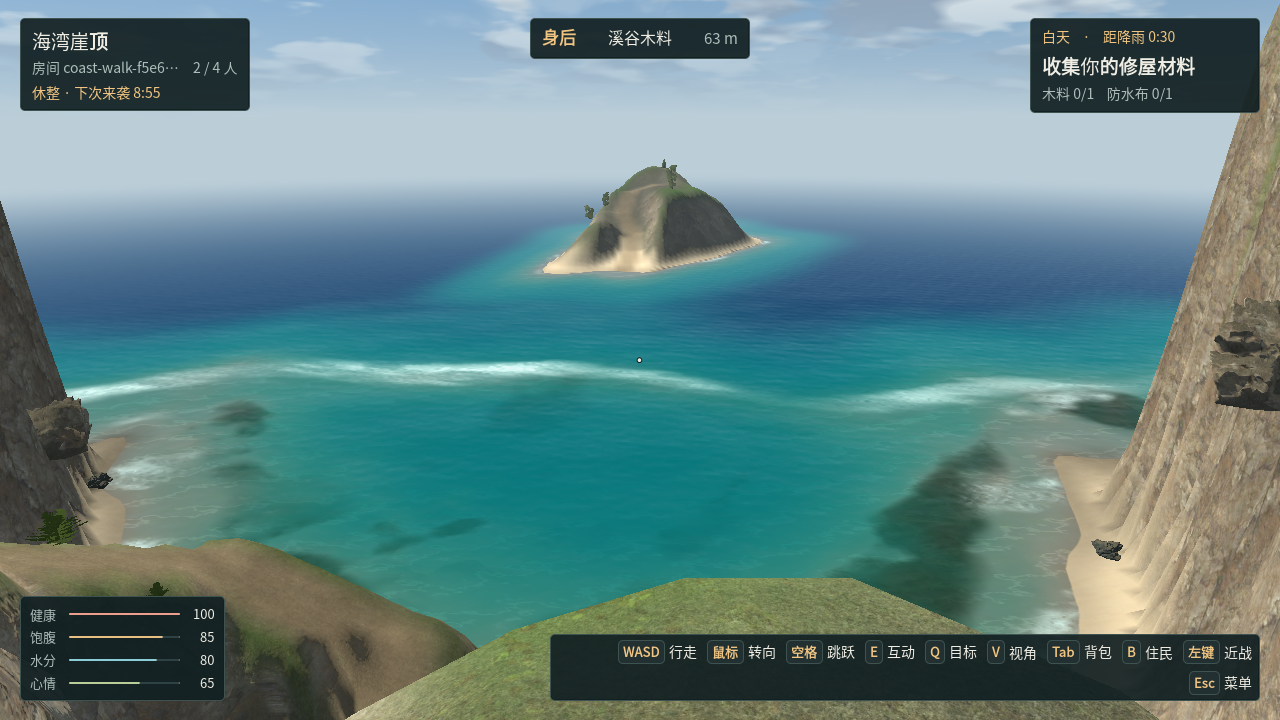 海湾崖顶
房间 coast-walk-f5e6⋯ 2 / 4 人
休整 · 下次来袭 8:55
身后 溪谷木料 63 m
白天 · 距降雨 0:30
收集你的修屋材料
木料 0/1 防水布 0/1
健康 100
饱腹 85
水分 80
心情 65
WASD 行走 鼠标 转向 空格 跳跃 E 互动 Q 目标 V 视角 Tab 背包 B 住民 左键 近战
Esc 菜单